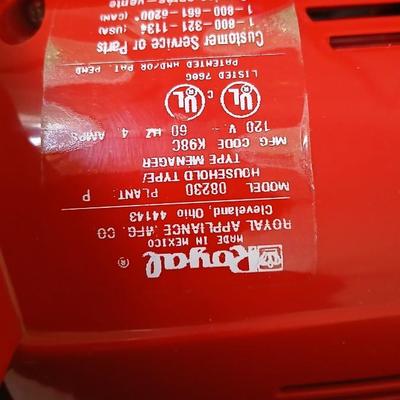 Royal ®
MADE IN MEXICO
ROYAL APPLIANCE MFG. CO
Cleveland, Ohio 44143
MODEL 08230 PLANT: P
HOUSEHOLD TYPE/
TYPE MENAGER
MFG CODE K98C
120 V~ 60 HZ 4 AMPS
UL C UL
LISTED 766G
PATENTED AND/OR PAT. PEND
Customer Service or Parts
1-800-321-1134 (USA)
1-800-661-6200 (CAN)